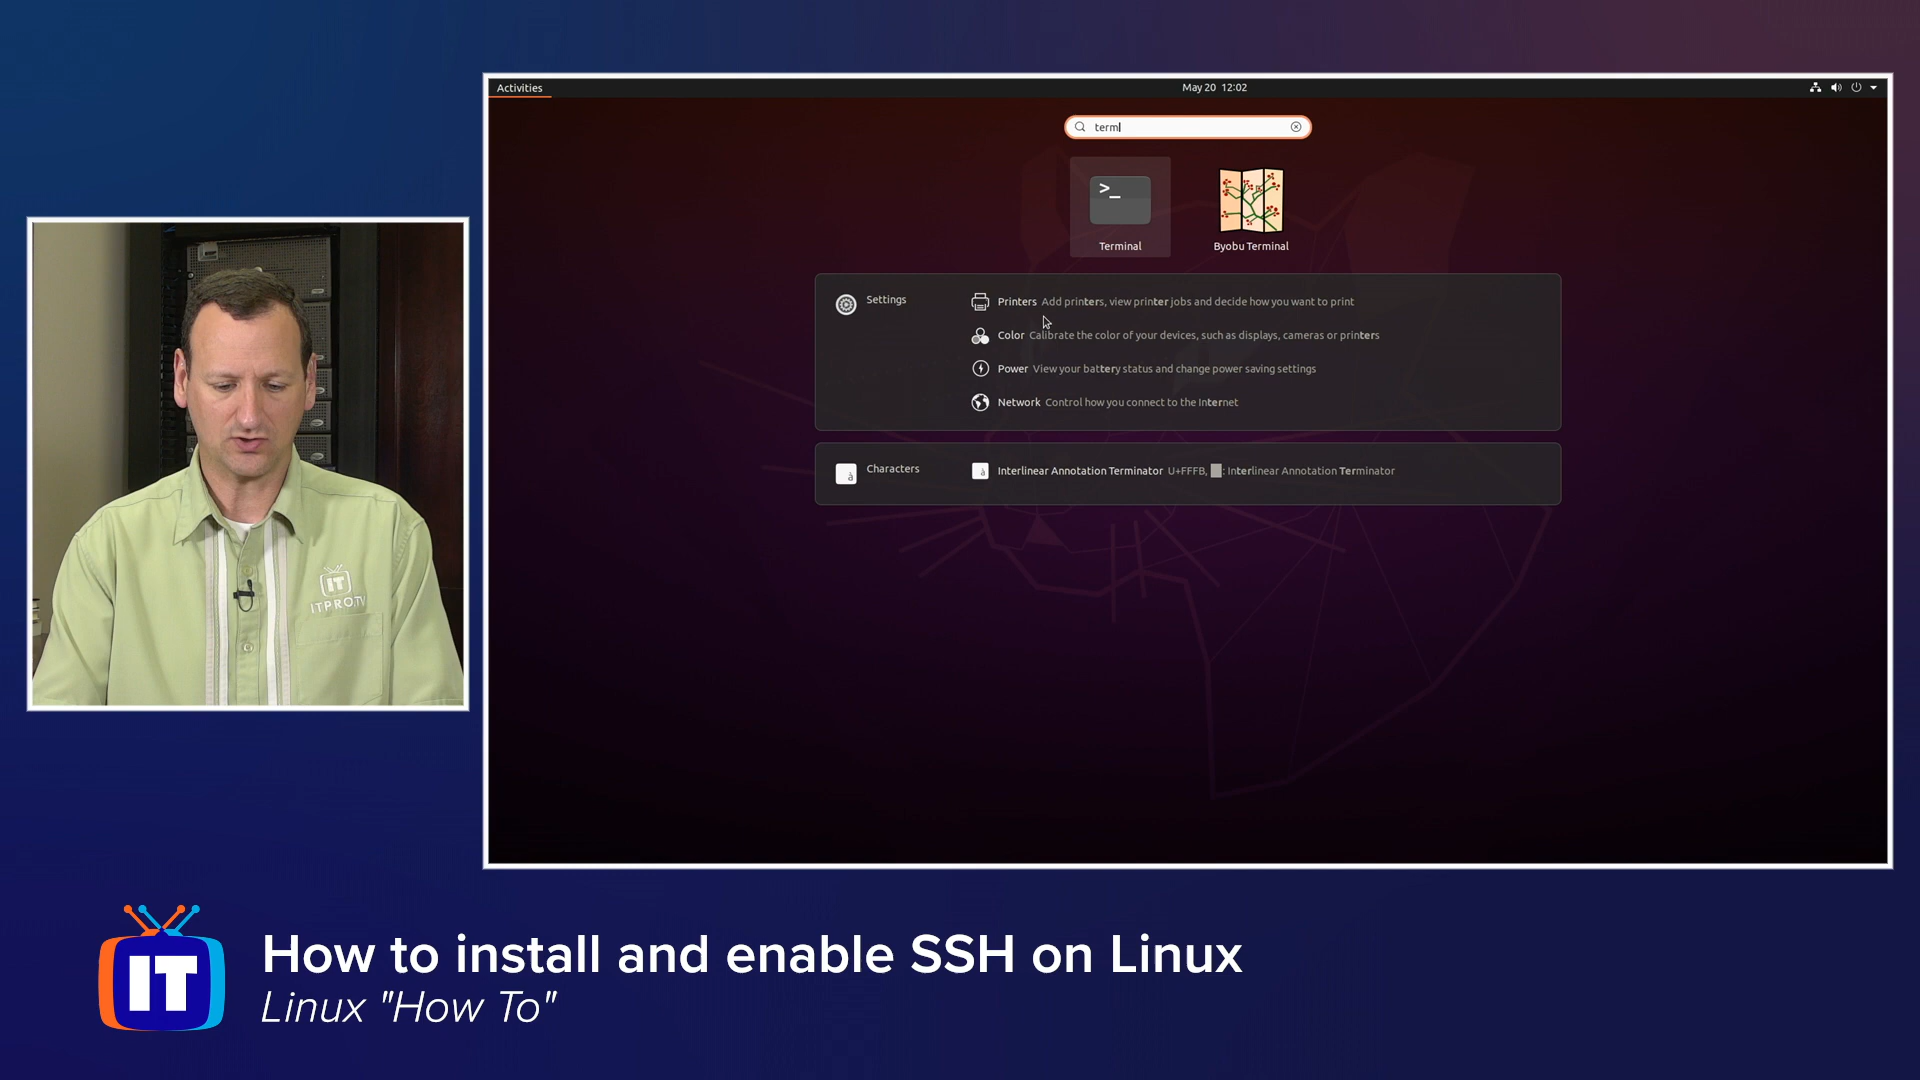 Activities
May 20 12:02
term
>_
Terminal
Byobu Terminal
Settings
Printers Add printers, view printer jobs and decide how you want to print
Color Calibrate the color of your devices, such as displays, cameras or printers
Power View your battery status and change power saving settings
Network Control how you connect to the Internet
Characters
à
à
Interlinear Annotation Terminator U+FFFB, : Interlinear Annotation Terminator
IT
ITPRO.TV
IT
How to install and enable SSH on Linux
Linux "How To"